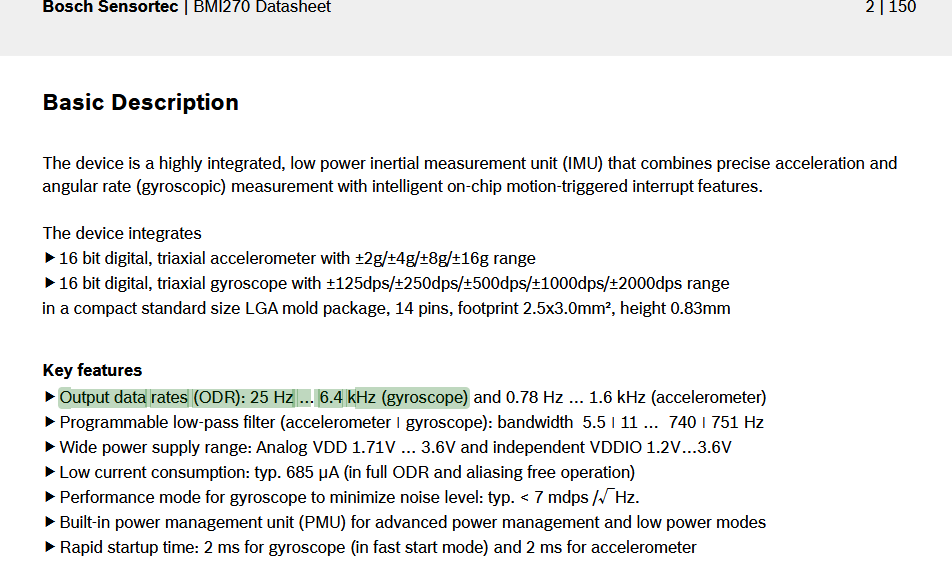 Bosch Sensortec | BMI270 Datasheet 2 | 150
Basic Description
The device is a highly integrated, low power inertial measurement unit (IMU) that combines precise acceleration and
angular rate (gyroscopic) measurement with intelligent on-chip motion-triggered interrupt features.
The device integrates
▶ 16 bit digital, triaxial accelerometer with ±2g/±4g/±8g/±16g range
▶ 16 bit digital, triaxial gyroscope with ±125dps/±250dps/±500dps/±1000dps/±2000dps range
in a compact standard size LGA mold package, 14 pins, footprint 2.5x3.0mm², height 0.83mm
Key features
▶ Output data rates (ODR): 25 Hz ... 6.4 kHz (gyroscope) and 0.78 Hz ... 1.6 kHz (accelerometer)
▶ Programmable low-pass filter (accelerometer | gyroscope): bandwidth 5.5 | 11 ... 740 | 751 Hz
▶ Wide power supply range: Analog VDD 1.71V ... 3.6V and independent VDDIO 1.2V...3.6V
▶ Low current consumption: typ. 685 µA (in full ODR and aliasing free operation)
▶ Performance mode for gyroscope to minimize noise level: typ. < 7 mdps /√Hz.
▶ Built-in power management unit (PMU) for advanced power management and low power modes
▶ Rapid startup time: 2 ms for gyroscope (in fast start mode) and 2 ms for accelerometer